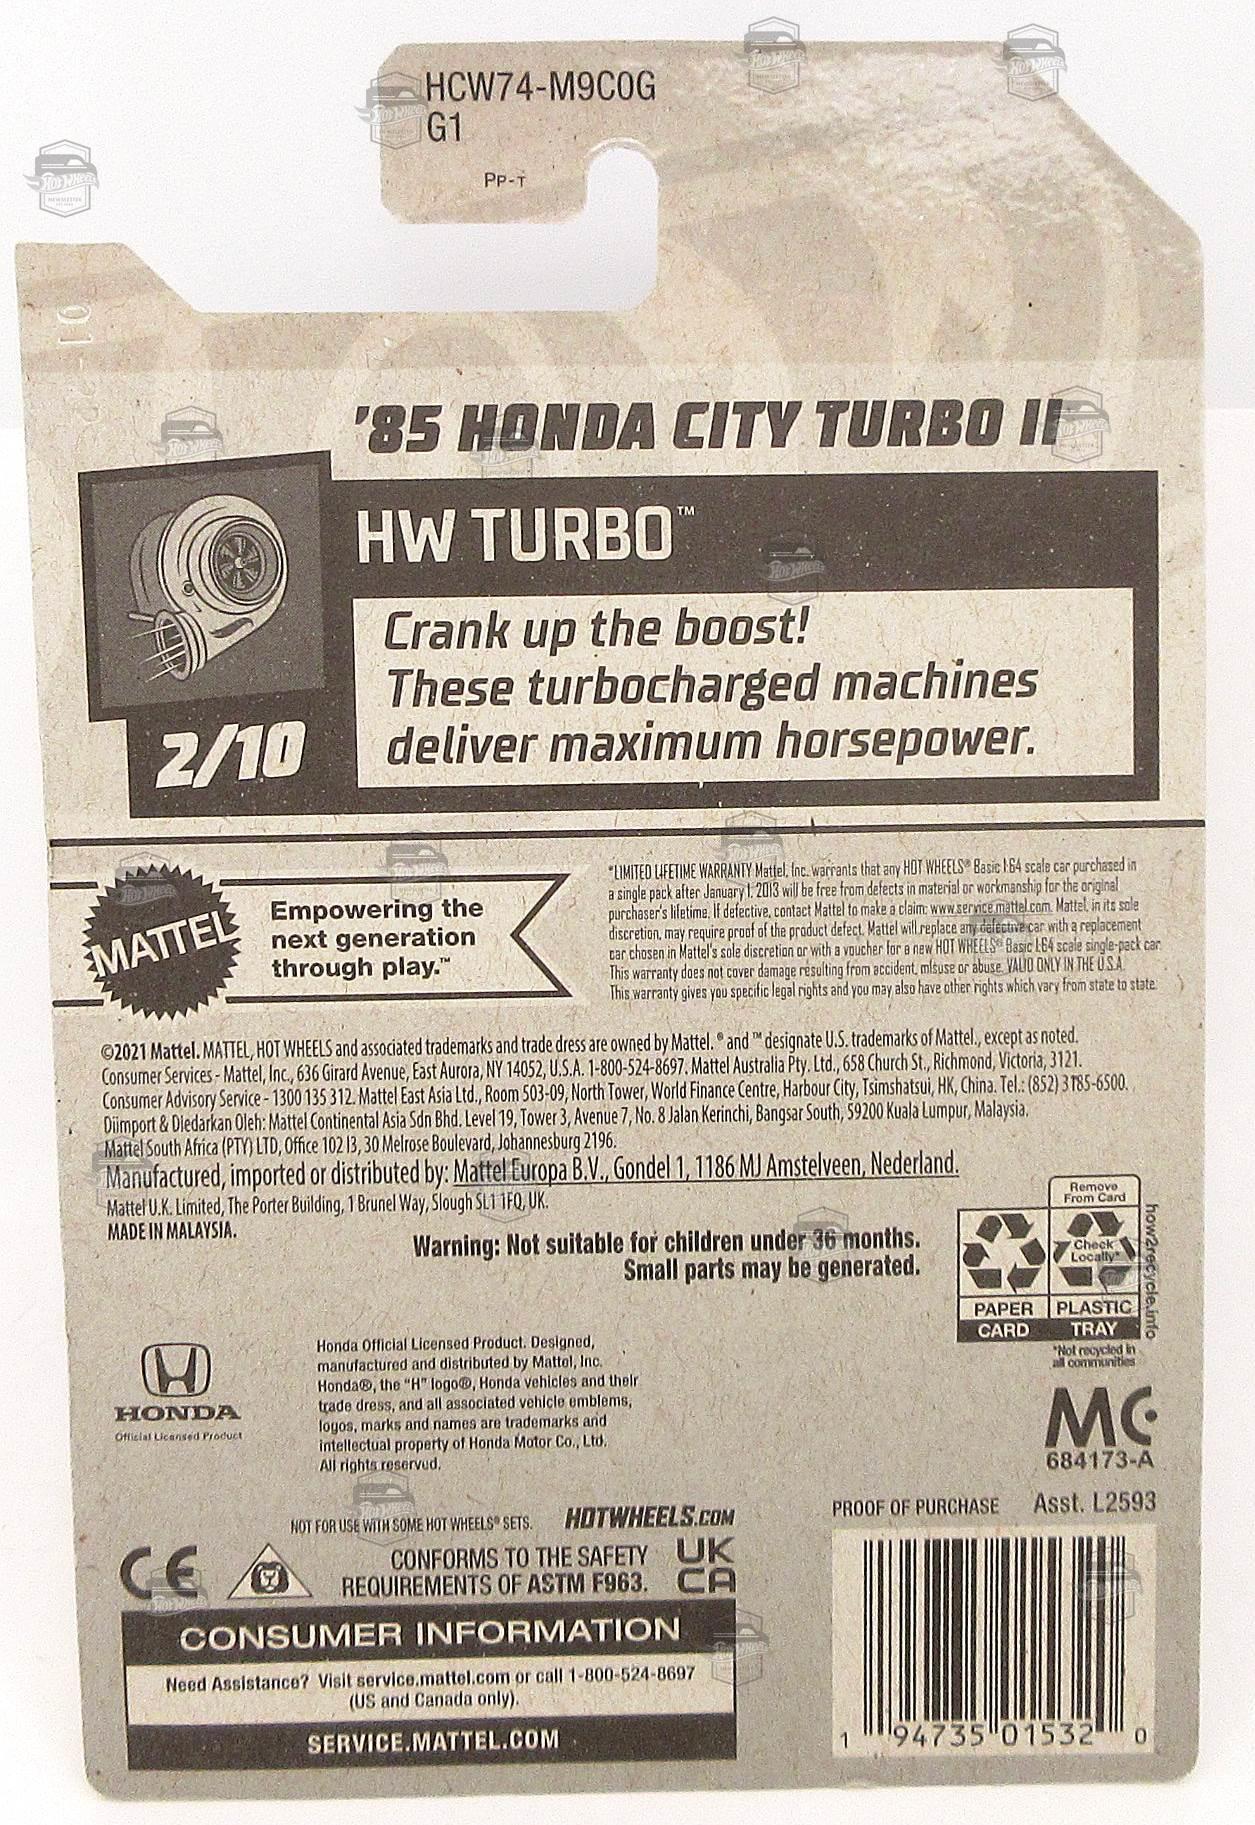 HCW74-M9C0G
G1
PP-T
'85 HONDA CITY TURBO II
HW TURBO™
Crank up the boost!
These turbocharged machines
deliver maximum horsepower.
2/10
MATTEL
Empowering the
next generation
through play.™
*LIMITED LIFETIME WARRANTY Mattel, Inc. warrants that any HOT WHEELS® Basic 1:64 scale car purchased in
a single pack after January 1, 2013 will be free from defects in material or workmanship for the original
purchaser's lifetime. If defective, contact Mattel to make a claim: www.service.mattel.com. Mattel, in its sole
discretion, may require proof of the product defect. Mattel will replace any defective car with a replacement
car chosen in Mattel's sole discretion or with a voucher for a new HOT WHEELS® Basic 1:64 scale single-pack car.
This warranty does not cover damage resulting from accident, misuse or abuse. VALID ONLY IN THE U.S.A.
This warranty gives you specific legal rights and you may also have other rights which vary from state to state.
©2021 Mattel. MATTEL, HOT WHEELS and associated trademarks and trade dress are owned by Mattel. ® and ™ designate U.S. trademarks of Mattel., except as noted.
Consumer Services - Mattel, Inc., 636 Girard Avenue, East Aurora, NY 14052, U.S.A. 1-800-524-8697. Mattel Australia Pty. Ltd., 658 Church St., Richmond, Victoria, 3121.
Consumer Advisory Service - 1300 135 312. Mattel East Asia Ltd., Room 503-09, North Tower, World Finance Centre, Harbour City, Tsimshatsui, HK, China. Tel.: (852) 3185-6500.
Diimport & Diedarkan Oleh: Mattel Continental Asia Sdn Bhd. Level 19, Tower 3, Avenue 7, No. 8 Jalan Kerinchi, Bangsar South, 59200 Kuala Lumpur, Malaysia.
Mattel South Africa (PTY) LTD, Office 102 I3, 30 Melrose Boulevard, Johannesburg 2196.
Manufactured, imported or distributed by: Mattel Europa B.V., Gondel 1, 1186 MJ Amstelveen, Nederland.
Mattel U.K. Limited, The Porter Building, 1 Brunel Way, Slough SL1 1FQ, UK.
MADE IN MALAYSIA.
Warning: Not suitable for children under 36 months.
Small parts may be generated.
Remove
From Card
Check
Locally*
PAPER PLASTIC
CARD TRAY
*Not recycled in
all communities
how2recycle.info
HONDA
Official Licensed Product
Honda Official Licensed Product. Designed,
manufactured and distributed by Mattel, Inc.
Honda®, the "H" logo®, Honda vehicles and their
trade dress, and all associated vehicle emblems,
logos, marks and names are trademarks and
intellectual property of Honda Motor Co., Ltd.
All rights reserved.
MC
684173-A
NOT FOR USE WITH SOME HOT WHEELS® SETS.
HOTWHEELS.COM
PROOF OF PURCHASE Asst. L2593
CE
CONFORMS TO THE SAFETY
REQUIREMENTS OF ASTM F963.
UK
CA
CONSUMER INFORMATION
Need Assistance? Visit service.mattel.com or call 1-800-524-8697
(US and Canada only).
SERVICE.MATTEL.COM
1 94735 01532 0